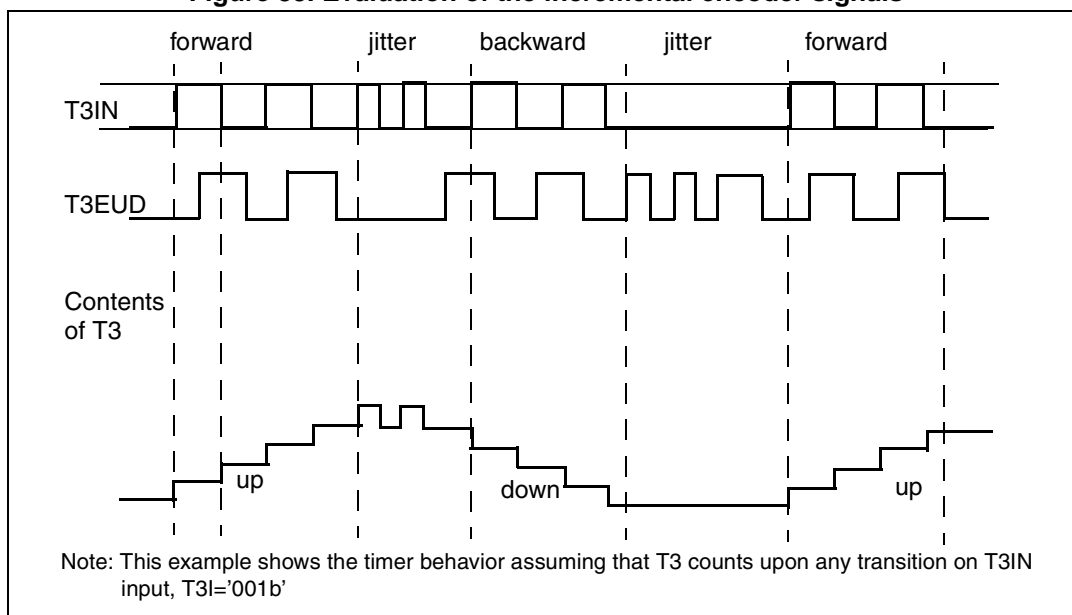 Figure Evaluation of the incremental encoder signals
forward jitter backward jitter forward
T3IN
T3EUD
Contents
of T3
up
down
up
Note: This example shows the timer behavior assuming that T3 counts upon any transition on T3IN
input, T3I='001b'